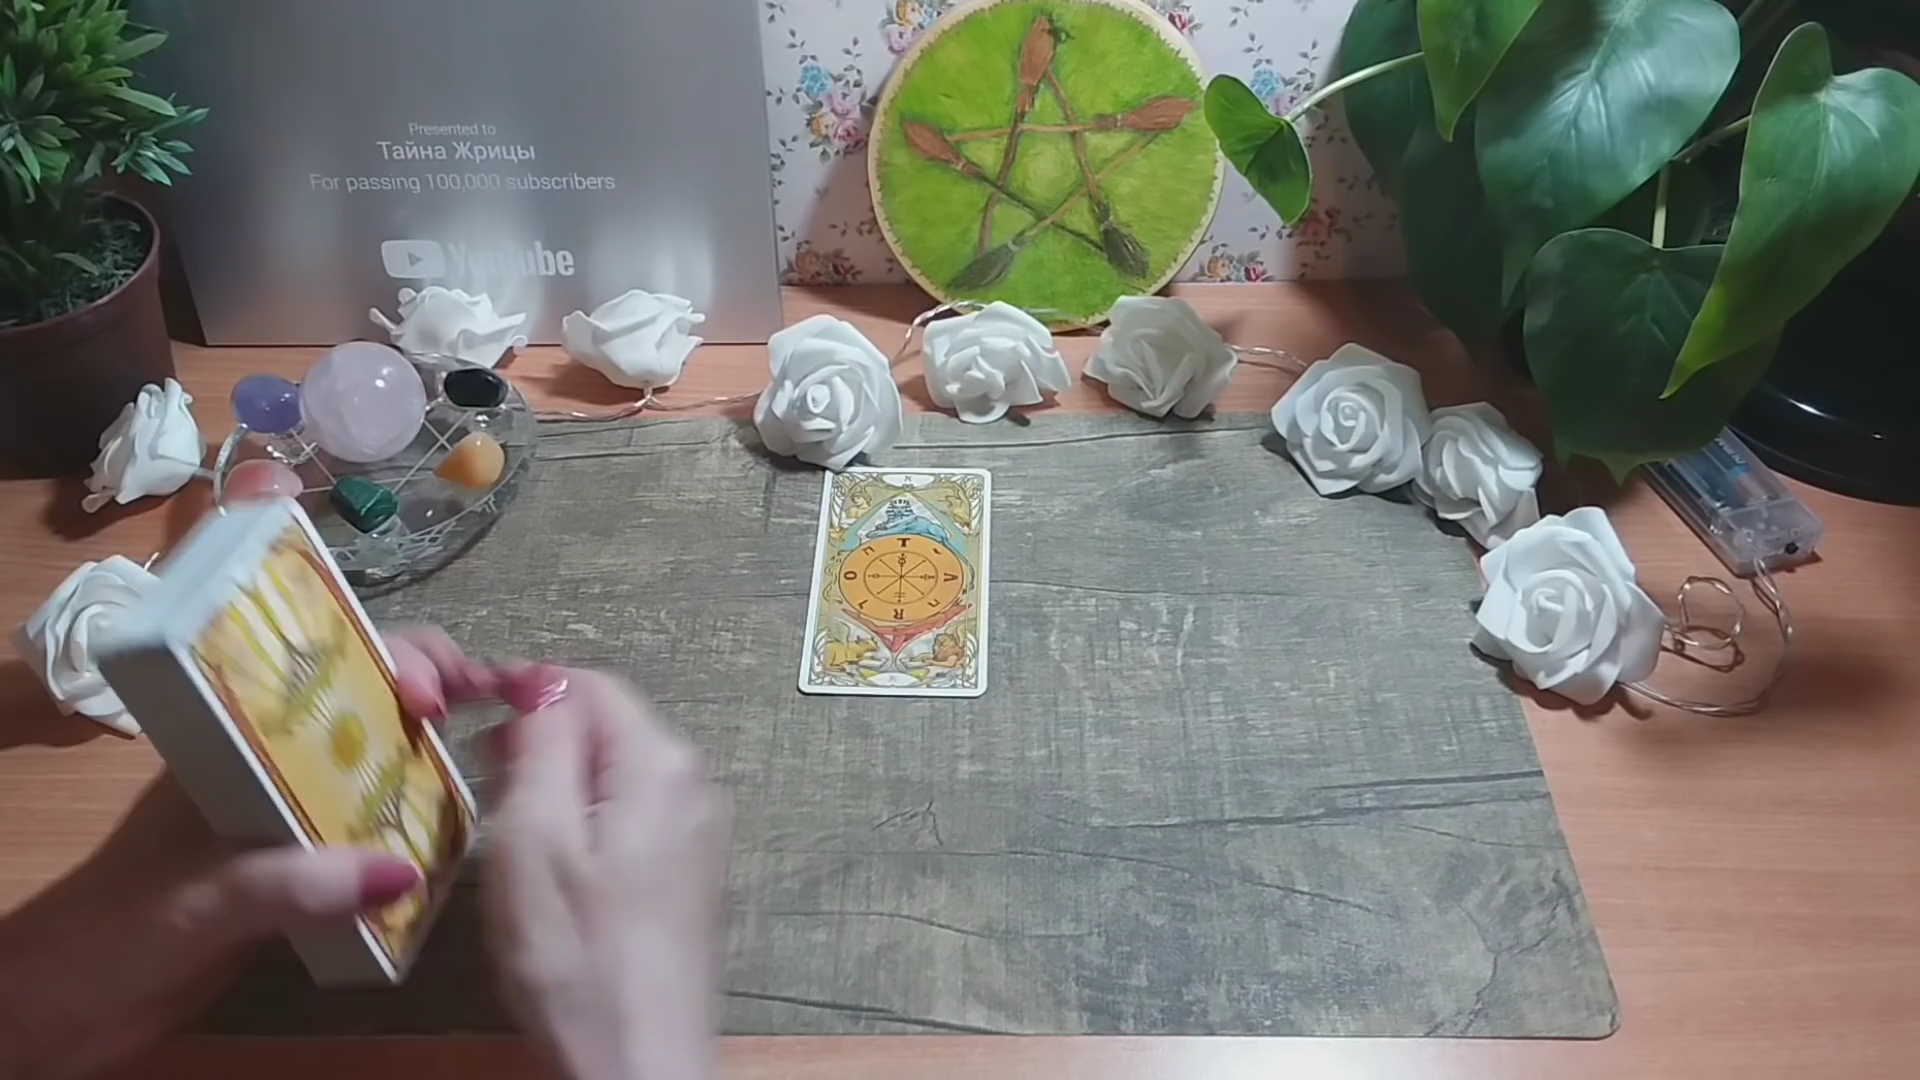 Presented to
Тайна Жрицы
For passing 100,000 subscribers
YouTube
T
A
R
O